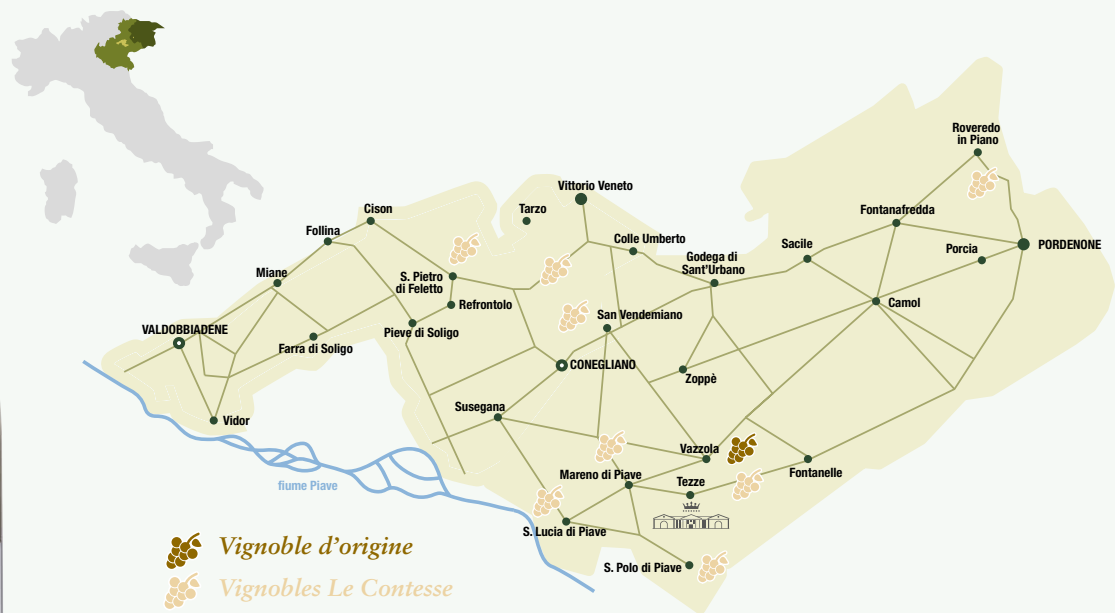 Roveredo
in Piano
Vittorio Veneto
Cison
Tarzo
Fontanafredda
Follina
Colle Umberto
Sacile
Porcia
PORDENONE
Godega di
Sant'Urbano
Miane
S. Pietro
di Feletto
Refrontolo
Camol
San Vendemiano
VALDOBBIADENE
Pieve di Soligo
Farra di Soligo
CONEGLIANO
Zoppè
Susegana
Vidor
Vazzola
Fontanelle
Mareno di Piave
Tezze
fiume Piave
S. Lucia di Piave
S. Polo di Piave
Vignoble d'origine
Vignobles Le Contesse